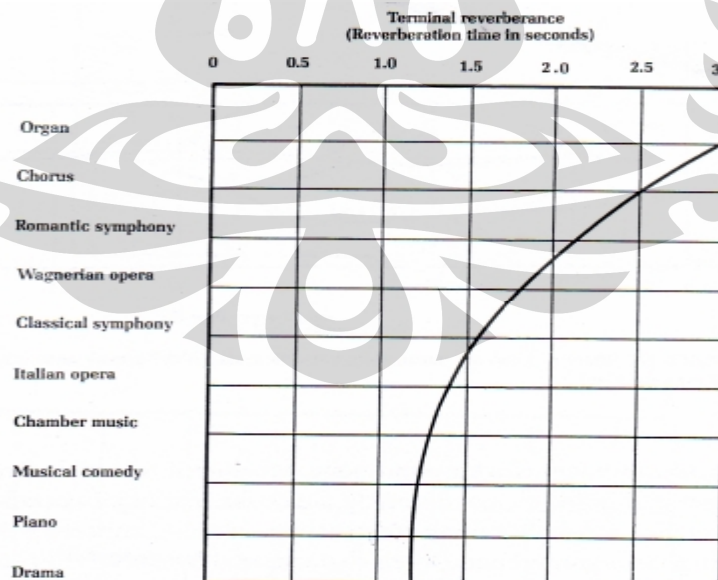 Terminal reverberance
(Reverberation time in seconds)
0 0.5 1.0 1.5 2.0 2.5 3
Organ
Chorus
Romantic symphony
Wagnerian opera
Classical symphony
Italian opera
Chamber music
Musical comedy
Piano
Drama